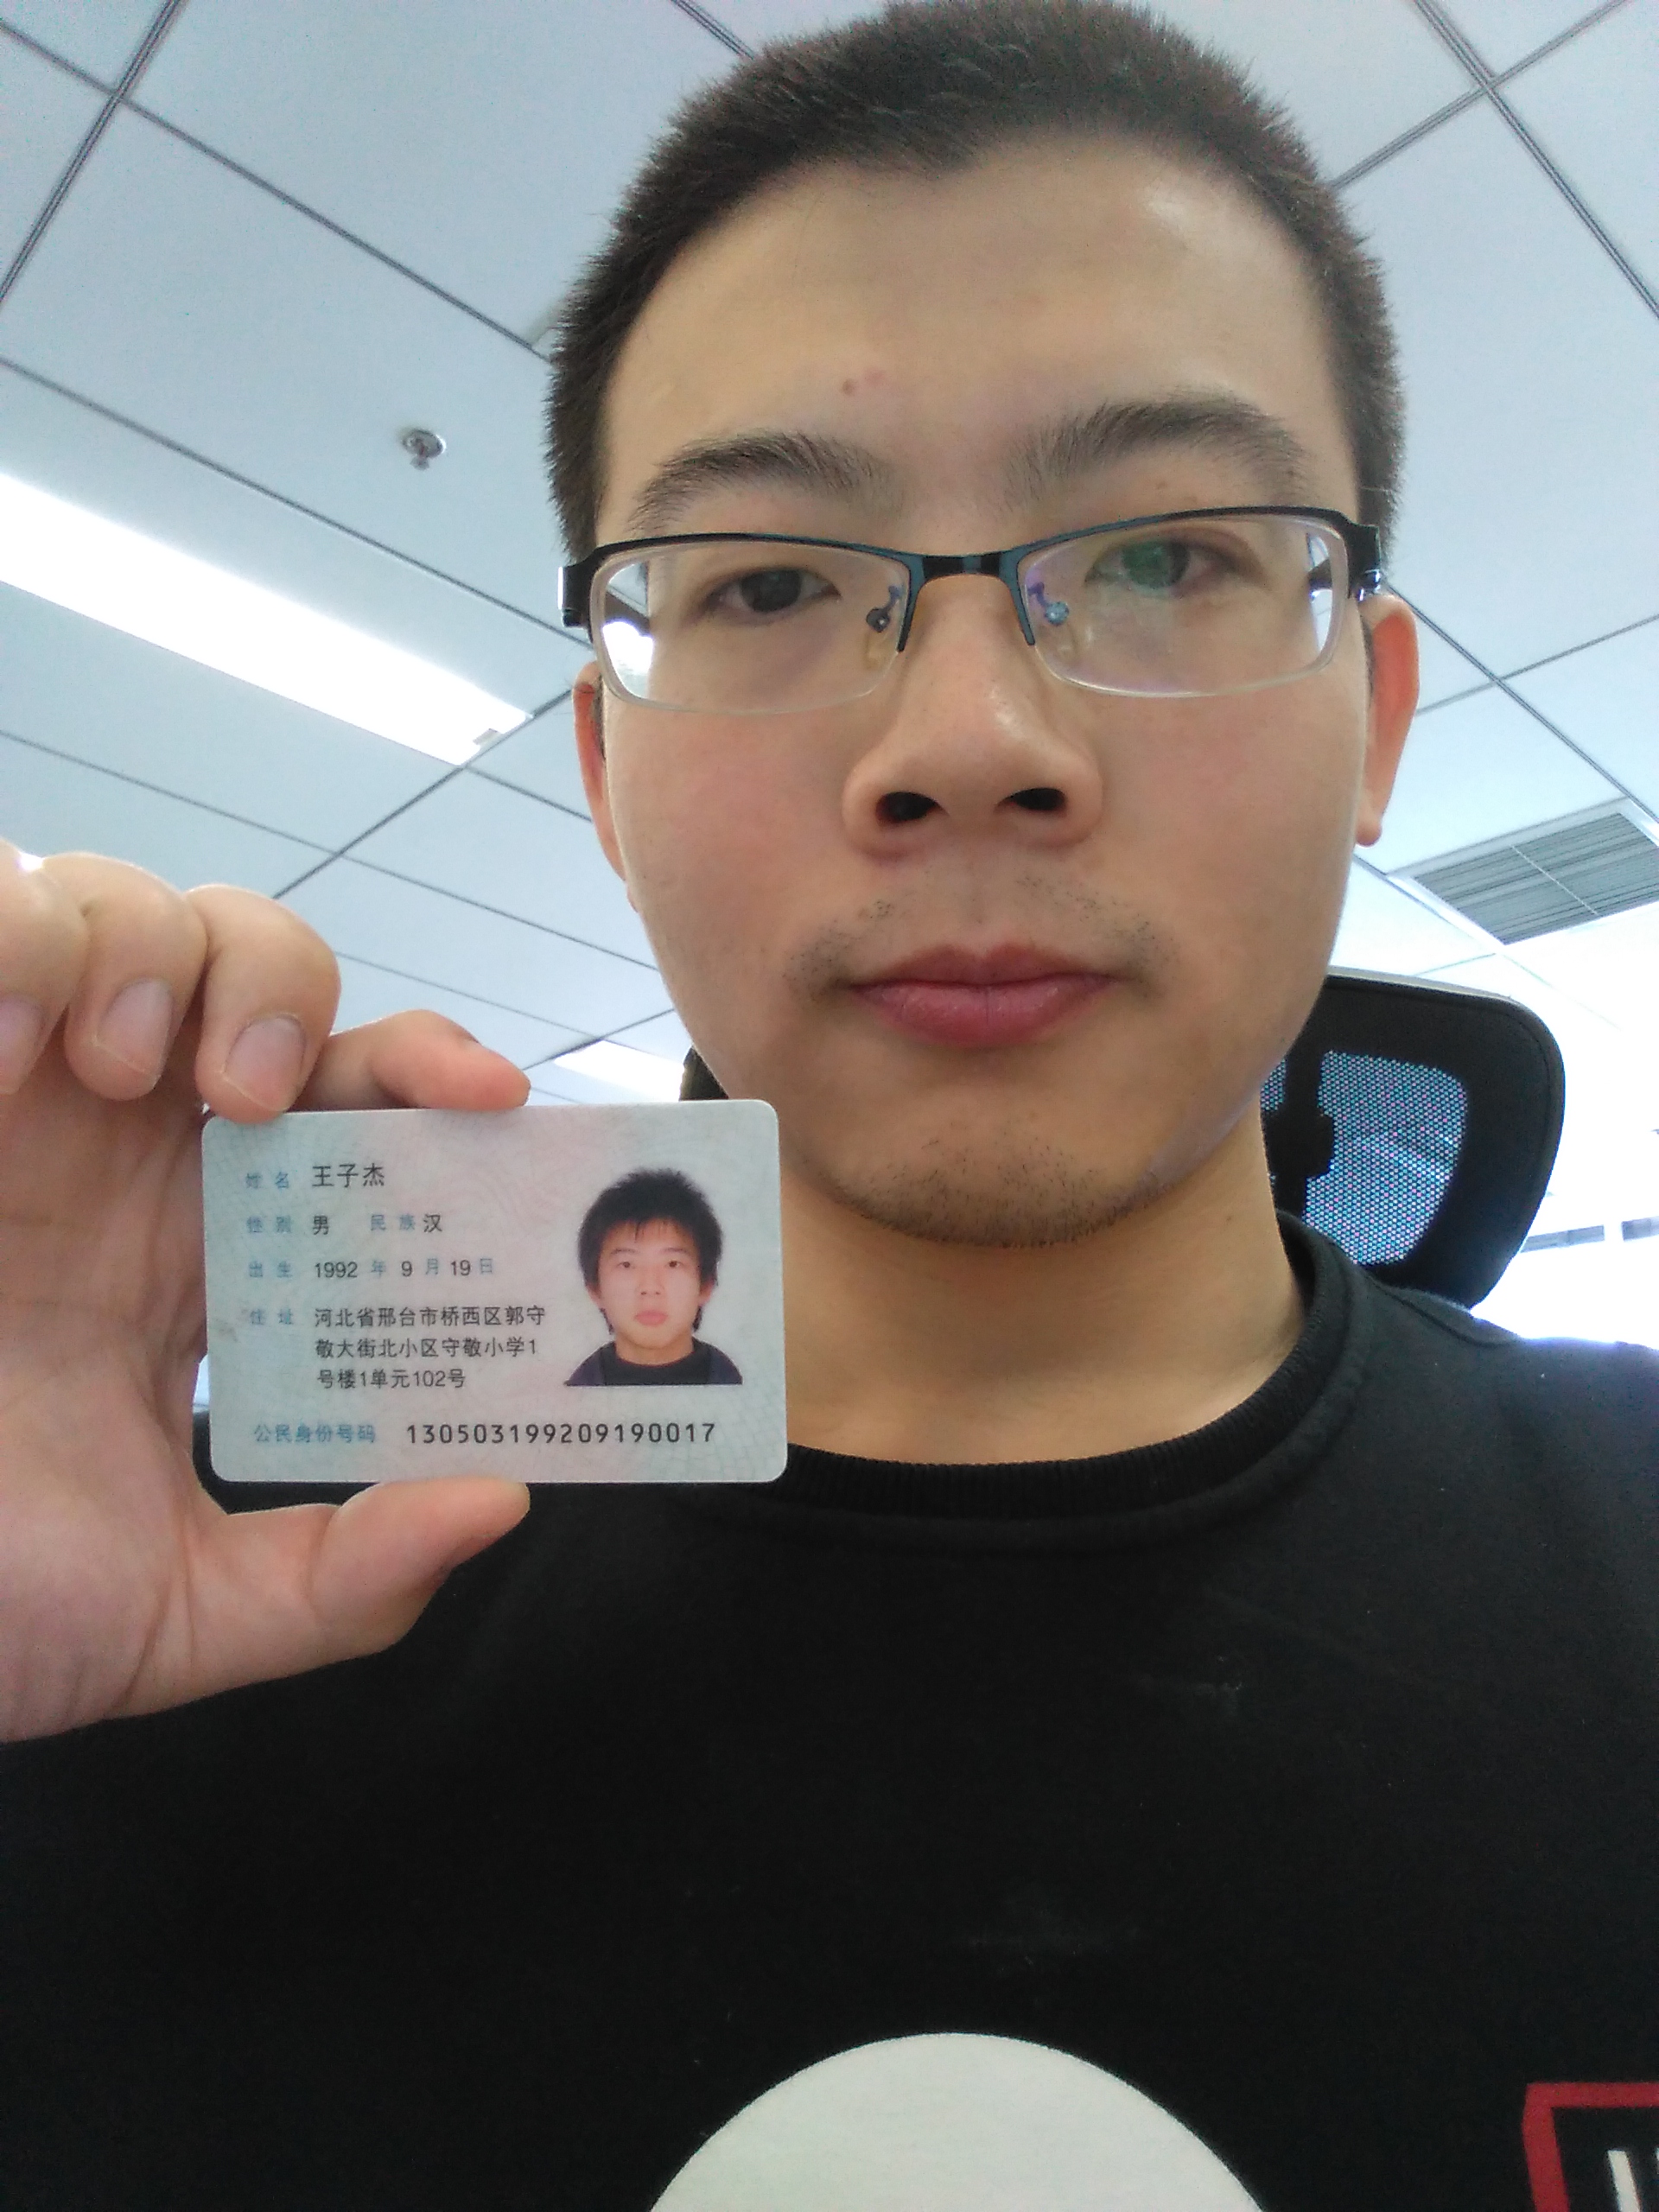 姓名 王子杰
性别 男 民族 汉
出生 1992 年 9 月 19 日
住址 河北省邢台市桥西区郭守
敬大街北小区守敬小学1
号楼1单元102号
公民身份号码 130503199209190017